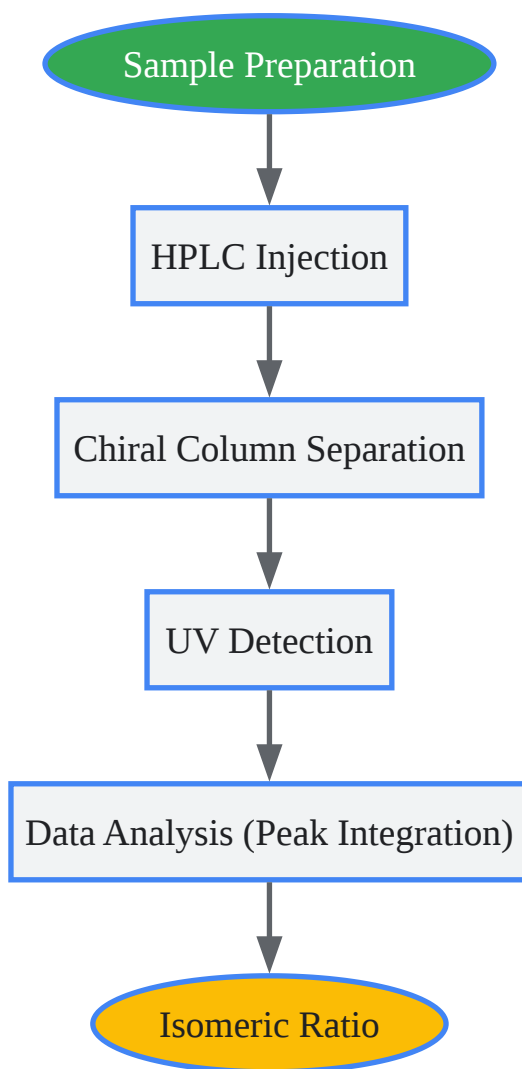 Sample Preparation
HPLC Injection
Chiral Column Separation
UV Detection
Data Analysis (Peak Integration)
Isomeric Ratio